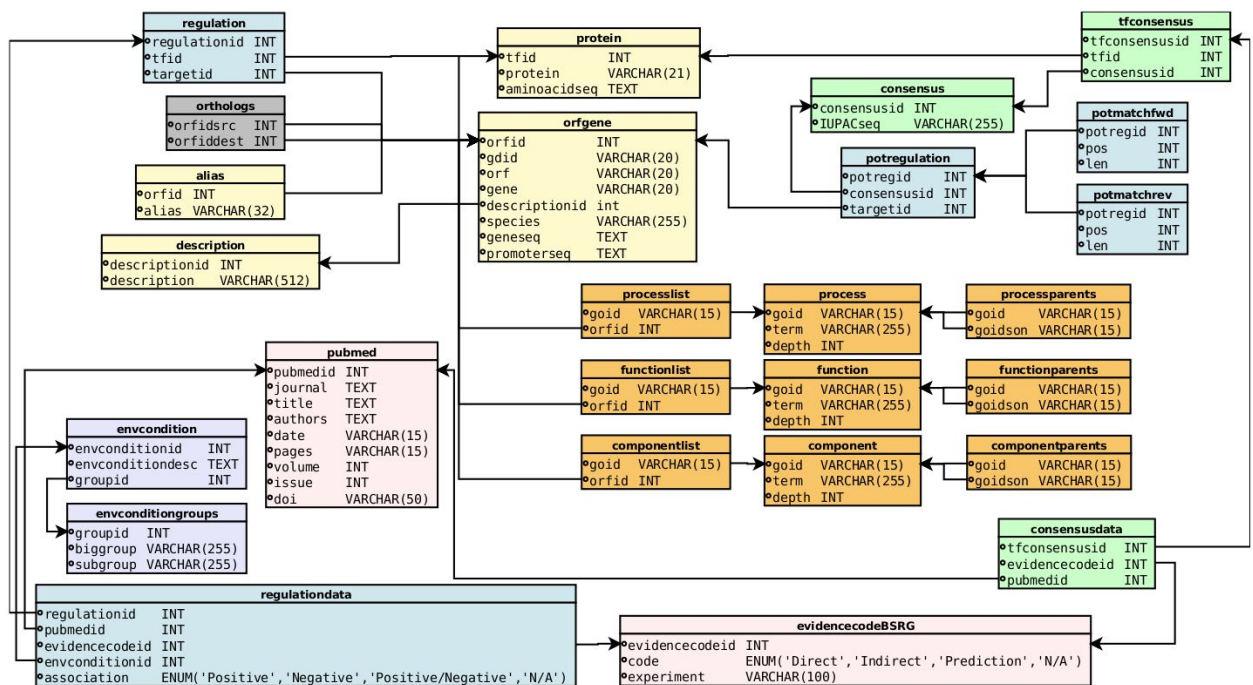 regulation
regulationid INT
tfid INT
targetid INT
orthologs
orfidsrc INT
orfiddest INT
alias
orfid INT
alias VARCHAR(32)
description
descriptionid INT
description VARCHAR(512)
protein
tfid INT
protein VARCHAR(21)
aminoacidseq TEXT
orfgene
orfid INT
gdid VARCHAR(20)
orf VARCHAR(20)
gene VARCHAR(20)
descriptionid int
species VARCHAR(255)
geneseq TEXT
promoterseq TEXT
tfconsensus
tfconsensusid INT
tfid INT
consensusid INT
consensus
consensusid INT
IUPACseq VARCHAR(255)
potmatchfwd
potregid INT
pos INT
len INT
potregulation
potregid INT
consensusid INT
targetid INT
potmatchrev
potregid INT
pos INT
len INT
processlist
goid VARCHAR(15)
orfid INT
process
goid VARCHAR(15)
term VARCHAR(255)
depth INT
processparents
goid VARCHAR(15)
goidson VARCHAR(15)
functionlist
goid VARCHAR(15)
orfid INT
function
goid VARCHAR(15)
term VARCHAR(255)
depth INT
functionparents
goid VARCHAR(15)
goidson VARCHAR(15)
componentlist
goid VARCHAR(15)
orfid INT
component
goid VARCHAR(15)
term VARCHAR(255)
depth INT
componentparents
goid VARCHAR(15)
goidson VARCHAR(15)
pubmed
pubmedid INT
journal TEXT
title TEXT
authors TEXT
date VARCHAR(15)
pages VARCHAR(15)
volume INT
issue INT
doi VARCHAR(50)
envcondition
envconditionid INT
envconditiondesc TEXT
groupid INT
envconditiongroups
groupid INT
biggroup VARCHAR(255)
subgroup VARCHAR(255)
consensusdata
tfconsensusid INT
evidencecodeid INT
pubmedid INT
regulationdata
regulationid INT
pubmedid INT
evidencecodeid INT
envconditionid INT
association ENUM('Positive','Negative','Positive/Negative','N/A')
evidencecodeBSRG
evidencecodeid INT
code ENUM('Direct','Indirect','Prediction','N/A')
experiment VARCHAR(100)